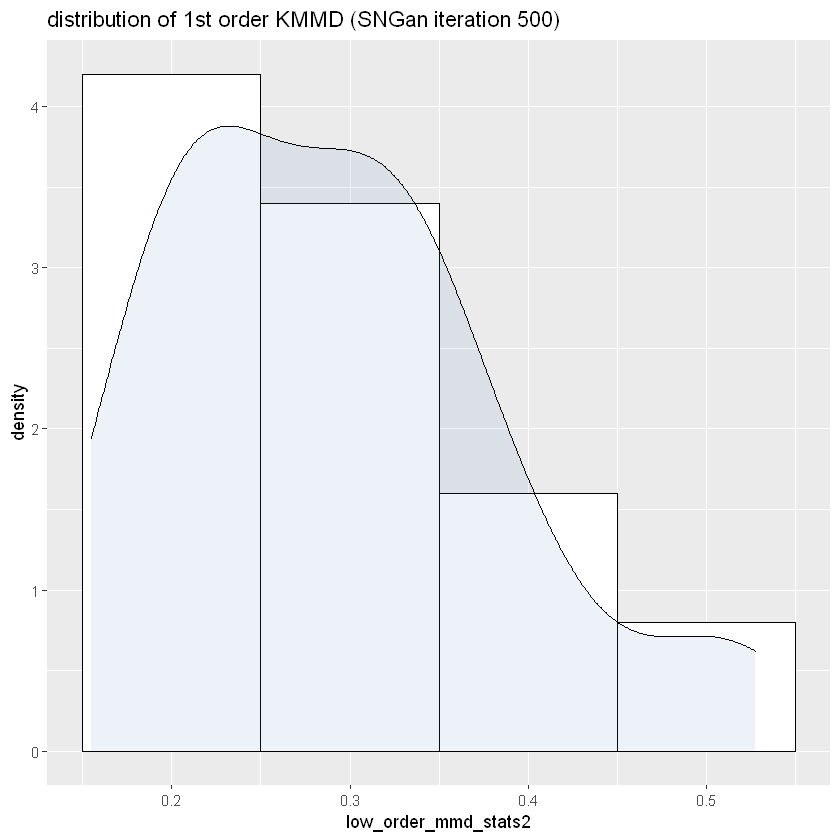 distribution of 1st order KMMD (SNGan iteration 500)
4
3
2
1
0
density
0.2 0.3 0.4 0.5
low_order_mmd_stats2